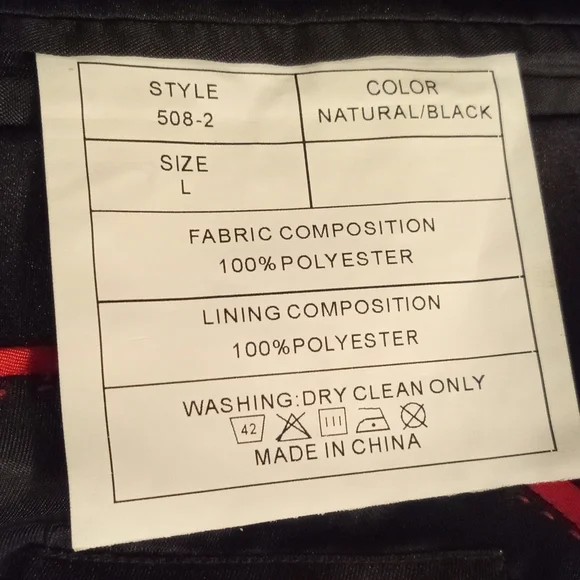 STYLE
508-2
COLOR
NATURAL/BLACK
SIZE
L
FABRIC COMPOSITION
100%POLYESTER
LINING COMPOSITION
100%POLYESTER
WASHING:DRY CLEAN ONLY
42
MADE IN CHINA